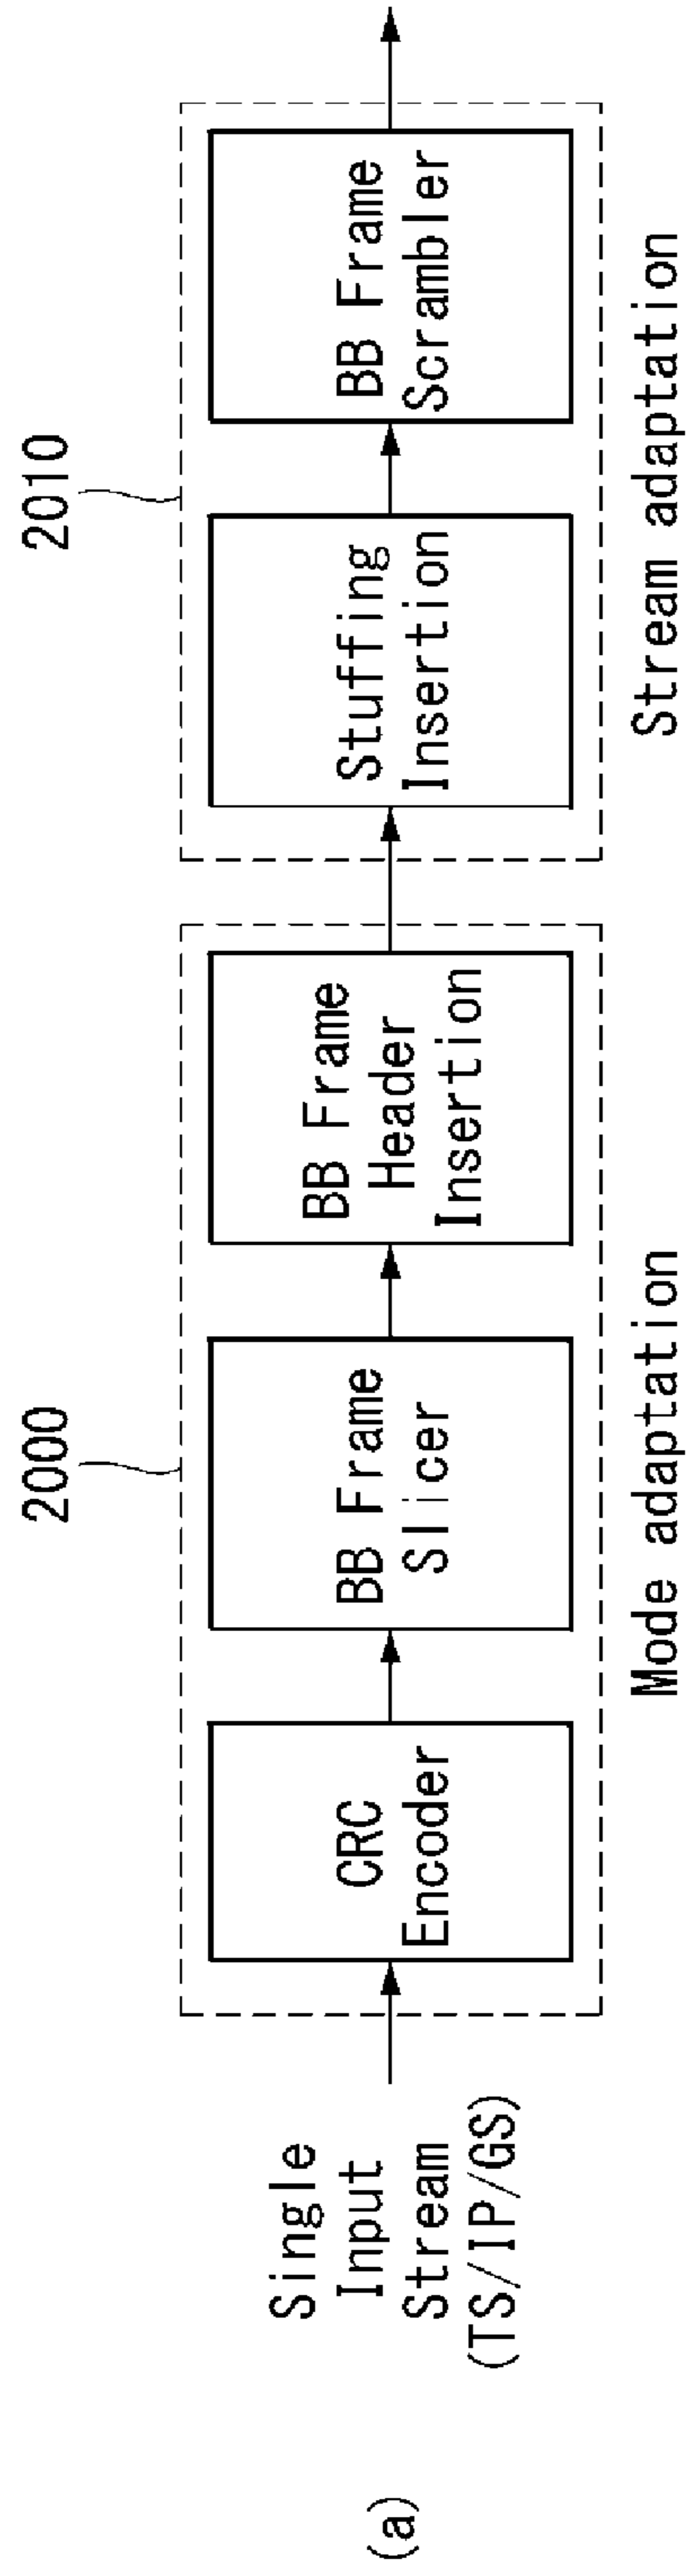 (a)
Single
Input
Stream
(TS/IP/GS)
2000
CRC
Encoder
BB Frame
Slicer
BB Frame
Header
Insertion
Mode adaptation
2010
Stuffing
Insertion
BB Frame
Scrambler
Stream adaptation